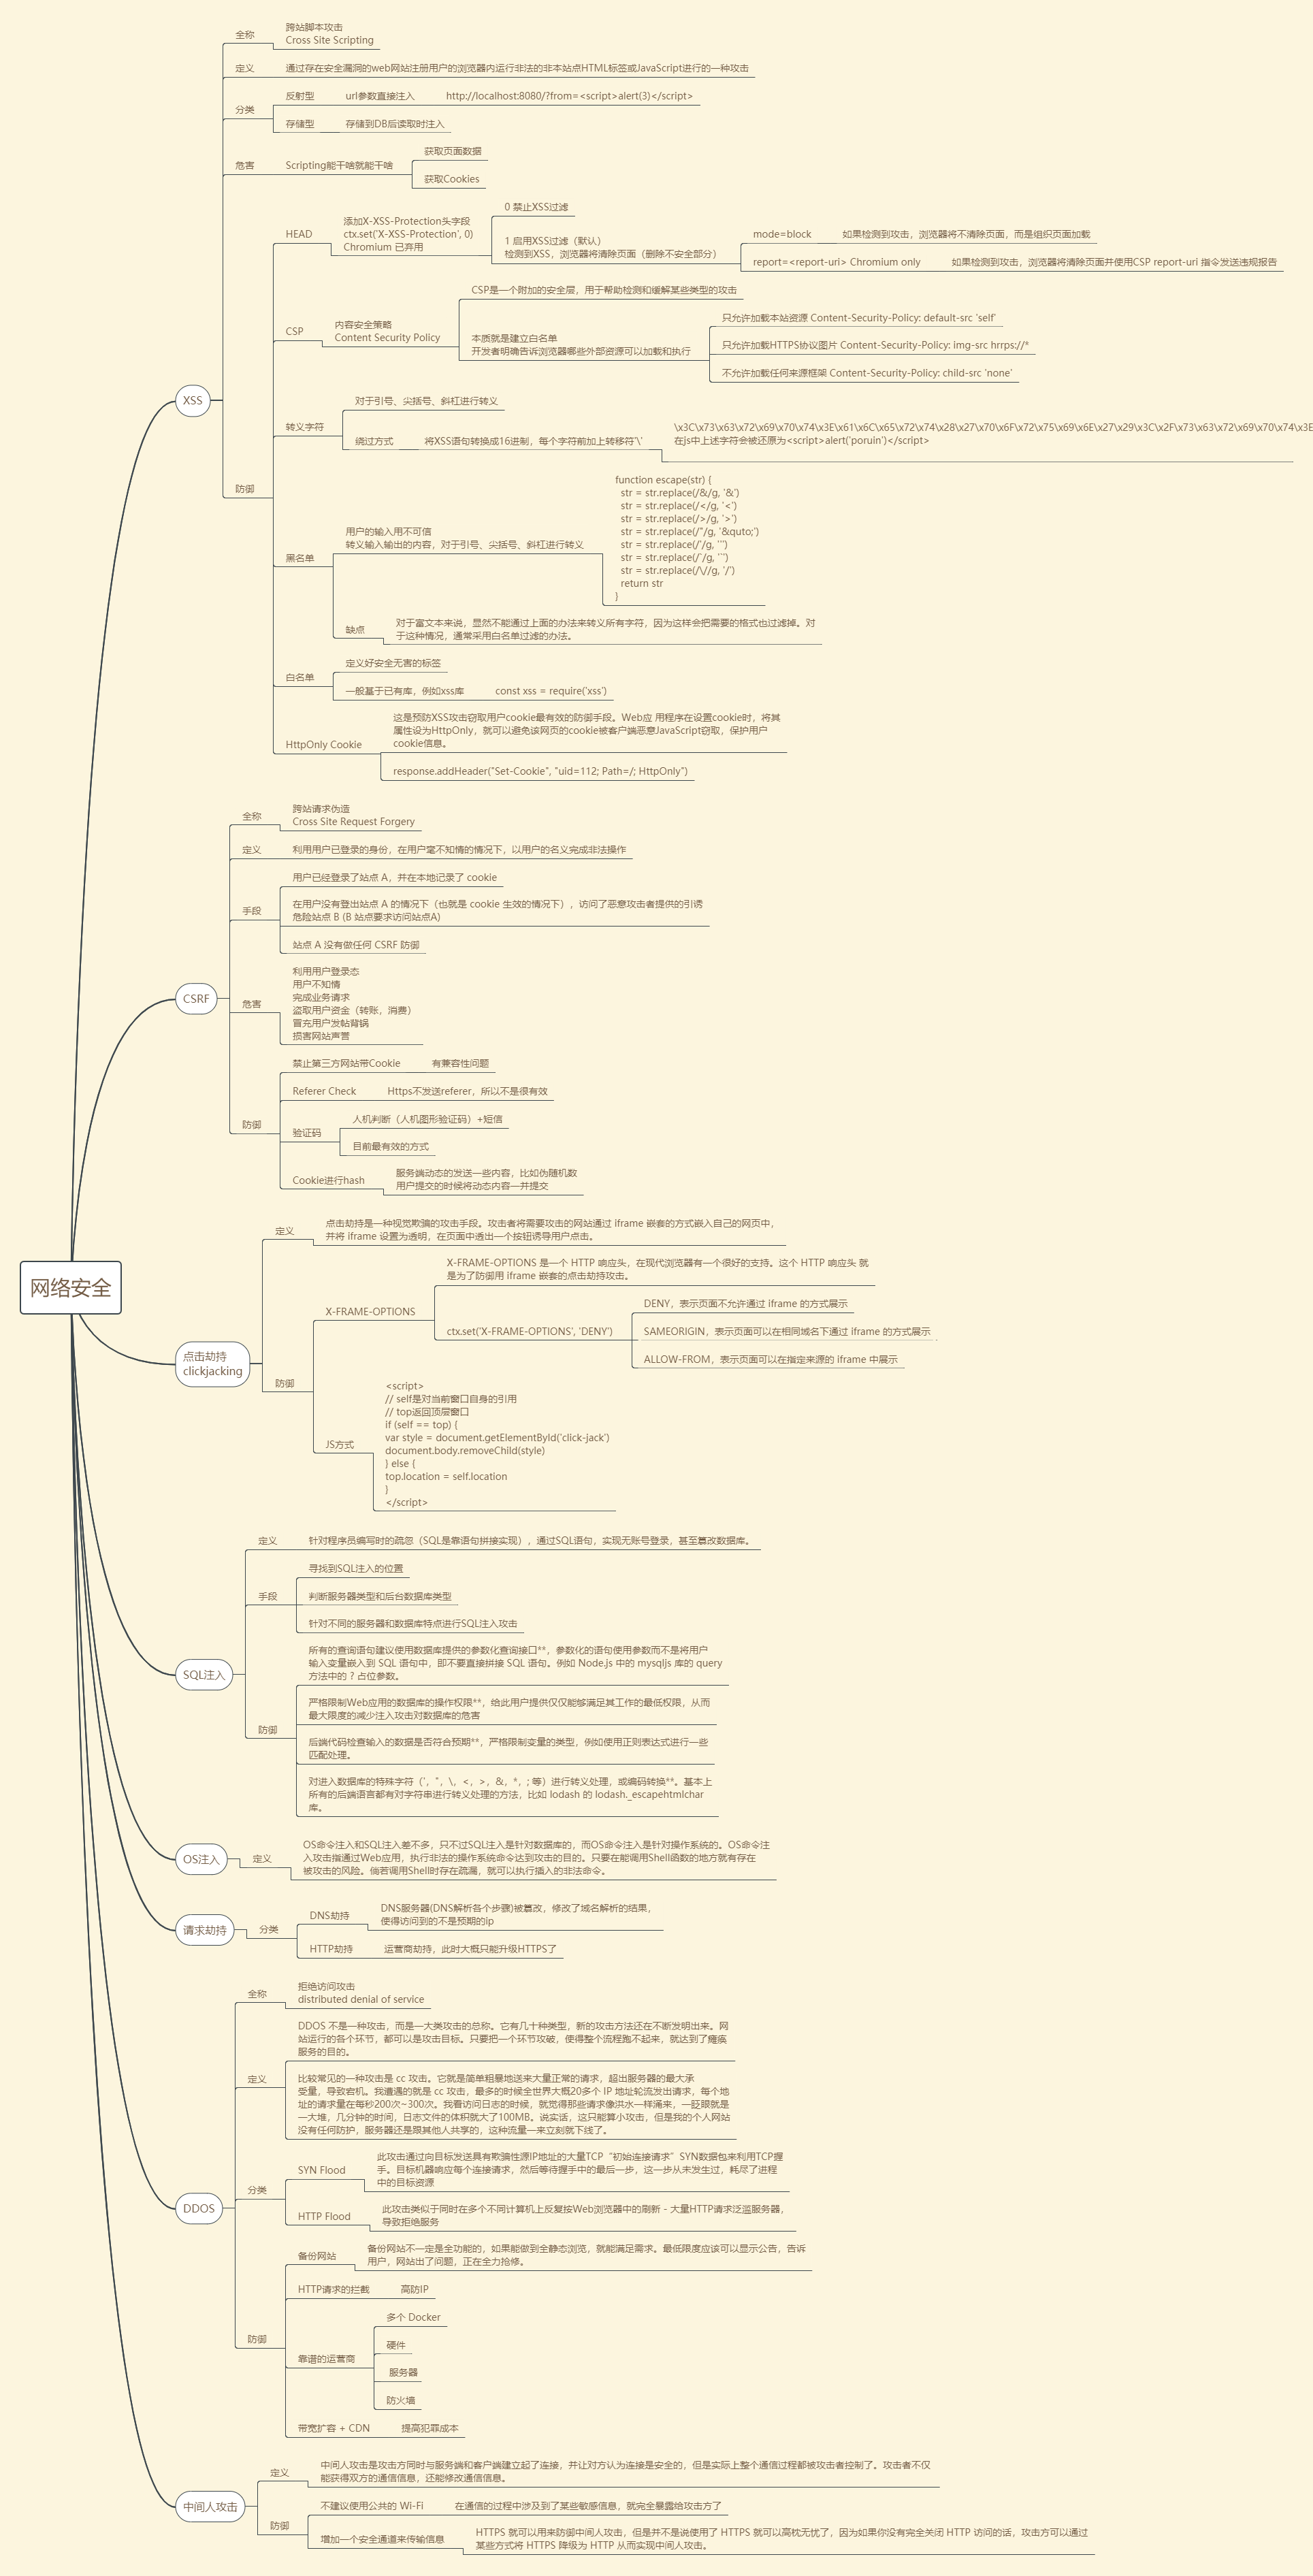 网络安全
XSS
全称
跨站脚本攻击
Cross Site Scripting
定义
通过存在安全漏洞的web网站注册用户的浏览器内运行非法的非本站点HTML标签或JavaScript进行的一种攻击
分类
反射型
url参数直接注入
http://localhost:8080/?from=<script>alert(3)</script>
存储型
存储到DB后读取时注入
危害
Scripting能干啥就能干啥
获取页面数据
获取Cookies
防御
HEAD
添加X-XSS-Protection头字段
ctx.set('X-XSS-Protection', 0)
Chromium 已弃用
0 禁止XSS过滤
1 启用XSS过滤（默认）
检测到XSS，浏览器将清除页面（删除不安全部分）
mode=block
如果检测到攻击，浏览器将不清除页面，而是组织页面加载
report=<report-uri> Chromium only
如果检测到攻击，浏览器将清除页面并使用CSP report-uri 指令发送违规报告
CSP
内容安全策略
Content Security Policy
CSP是一个附加的安全层，用于帮助检测和缓解某些类型的攻击
本质就是建立白名单
开发者明确告诉浏览器哪些外部资源可以加载和执行
只允许加载本站资源 Content-Security-Policy: default-src 'self'
只允许加载HTTPS协议图片 Content-Security-Policy: img-src hrrps://*
不允许加载任何来源框架 Content-Security-Policy: child-src 'none'
转义字符
对于引号、尖括号、斜杠进行转义
绕过方式
将XSS语句转换成16进制，每个字符前加上转移符'\'
\x3C\x73\x63\x72\x69\x70\x74\x3E\x61\x6C\x65\x72\x74\x28\x27\x70\x6F\x72\x75\x69\x6E\x27\x29\x3C\x2F\x73\x63\x72\x69\x70\x74\x3E
在js中上述字符会被还原为<script>alert('poruin')</script>
黑名单
用户的输入用不可信
转义输入输出的内容，对于引号、尖括号、斜杠进行转义
function escape(str) {
str = str.replace(/&/g, '&')
str = str.replace(/</g, '<')
str = str.replace(/>/g, '>')
str = str.replace(/"/g, '&quto;')
str = str.replace(/'/g, ''')
str = str.replace(/`/g, '`')
str = str.replace(/\//g, '/')
return str
}
缺点
对于富文本来说，显然不能通过上面的办法来转义所有字符，因为这样会把需要的格式也过滤掉。对
于这种情况，通常采用白名单过滤的办法。
白名单
定义好安全无害的标签
一般基于已有库，例如xss库
const xss = require('xss')
HttpOnly Cookie
这是预防XSS攻击窃取用户cookie最有效的防御手段。Web应 用程序在设置cookie时，将其
属性设为HttpOnly，就可以避免该网页的cookie被客户端恶意JavaScript窃取，保护用户
cookie信息。
response.addHeader("Set-Cookie", "uid=112; Path=/; HttpOnly")
CSRF
全称
跨站请求伪造
Cross Site Request Forgery
定义
利用用户已登录的身份，在用户毫不知情的情况下，以用户的名义完成非法操作
手段
用户已经登录了站点 A，并在本地记录了 cookie
在用户没有登出站点 A 的情况下（也就是 cookie 生效的情况下），访问了恶意攻击者提供的引诱
危险站点 B (B 站点要求访问站点A)
站点 A 没有做任何 CSRF 防御
危害
利用用户登录态
用户不知情
完成业务请求
盗取用户资金（转账，消费）
冒充用户发帖背锅
损害网站声誉
防御
禁止第三方网站带Cookie
有兼容性问题
Referer Check
Https不发送referer，所以不是很有效
验证码
人机判断（人机图形验证码）+短信
目前最有效的方式
Cookie进行hash
服务端动态的发送一些内容，比如伪随机数
用户提交的时候将动态内容一并提交
点击劫持
clickjacking
定义
点击劫持是一种视觉欺骗的攻击手段。攻击者将需要攻击的网站通过 iframe 嵌套的方式嵌入自己的网页中，
并将 iframe 设置为透明，在页面中透出一个按钮诱导用户点击。
防御
X-FRAME-OPTIONS
X-FRAME-OPTIONS 是一个 HTTP 响应头，在现代浏览器有一个很好的支持。这个 HTTP 响应头 就
是为了防御用 iframe 嵌套的点击劫持攻击。
ctx.set('X-FRAME-OPTIONS', 'DENY')
DENY，表示页面不允许通过 iframe 的方式展示
SAMEORIGIN，表示页面可以在相同域名下通过 iframe 的方式展示
ALLOW-FROM，表示页面可以在指定来源的 iframe 中展示
JS方式
<script>
// self是对当前窗口自身的引用
// top返回顶层窗口
if (self == top) {
var style = document.getElementById('click-jack')
document.body.removeChild(style)
} else {
top.location = self.location
}
</script>
SQL注入
定义
针对程序员编写时的疏忽（SQL是靠语句拼接实现），通过SQL语句，实现无账号登录，甚至篡改数据库。
手段
寻找到SQL注入的位置
判断服务器类型和后台数据库类型
针对不同的服务器和数据库特点进行SQL注入攻击
防御
所有的查询语句建议使用数据库提供的参数化查询接口**，参数化的语句使用参数而不是将用户
输入变量嵌入到 SQL 语句中，即不要直接拼接 SQL 语句。例如 Node.js 中的 mysqljs 库的 query
方法中的 ? 占位参数。
严格限制Web应用的数据库的操作权限**，给此用户提供仅仅能够满足其工作的最低权限，从而
最大限度的减少注入攻击对数据库的危害
后端代码检查输入的数据是否符合预期**，严格限制变量的类型，例如使用正则表达式进行一些
匹配处理。
对进入数据库的特殊字符（'，"，\，<，>，&，*，; 等）进行转义处理，或编码转换**。基本上
所有的后端语言都有对字符串进行转义处理的方法，比如 lodash 的 lodash._escapehtmlchar
库。
OS注入
定义
OS命令注入和SQL注入差不多，只不过SQL注入是针对数据库的，而OS命令注入是针对操作系统的。OS命令注
入攻击指通过Web应用，执行非法的操作系统命令达到攻击的目的。只要在能调用Shell函数的地方就有存在
被攻击的风险。倘若调用Shell时存在疏漏，就可以执行插入的非法命令。
请求劫持
分类
DNS劫持
DNS服务器(DNS解析各个步骤)被篡改，修改了域名解析的结果，
使得访问到的不是预期的ip
HTTP劫持
运营商劫持，此时大概只能升级HTTPS了
DDOS
全称
拒绝访问攻击
distributed denial of service
定义
DDOS 不是一种攻击，而是一大类攻击的总称。它有几十种类型，新的攻击方法还在不断发明出来。网
站运行的各个环节，都可以是攻击目标。只要把一个环节攻破，使得整个流程跑不起来，就达到了瘫痪
服务的目的。
比较常见的一种攻击是 cc 攻击。它就是简单粗暴地送来大量正常的请求，超出服务器的最大承
受量，导致宕机。我遭遇的就是 cc 攻击，最多的时候全世界大概20多个 IP 地址轮流发出请求，每个地
址的请求量在每秒200次~300次。我看访问日志的时候，就觉得那些请求像洪水一样涌来，一眨眼就是
一大堆，几分钟的时间，日志文件的体积就大了100MB。说实话，这只能算小攻击，但是我的个人网站
没有任何防护，服务器还是跟其他人共享的，这种流量一来立刻就下线了。
分类
SYN Flood
此攻击通过向目标发送具有欺骗性源IP地址的大量TCP“初始连接请求”SYN数据包来利用TCP握
手。目标机器响应每个连接请求，然后等待握手中的最后一步，这一步从未发生过，耗尽了进程
中的目标资源
HTTP Flood
此攻击类似于同时在多个不同计算机上反复按Web浏览器中的刷新 - 大量HTTP请求泛滥服务器，
导致拒绝服务
防御
备份网站
备份网站不一定是全功能的，如果能做到全静态浏览，就能满足需求。最低限度应该可以显示公告，告诉
用户，网站出了问题，正在全力抢修。
HTTP请求的拦截
高防IP
靠谱的运营商
多个 Docker
硬件
服务器
防火墙
带宽扩容 + CDN
提高犯罪成本
中间人攻击
定义
中间人攻击是攻击方同时与服务端和客户端建立起了连接，并让对方认为连接是安全的，但是实际上整个通信过程都被攻击者控制了。攻击者不仅
能获得双方的通信信息，还能修改通信信息。
防御
不建议使用公共的 Wi-Fi
在通信的过程中涉及到了某些敏感信息，就完全暴露给攻击方了
增加一个安全通道来传输信息
HTTPS 就可以用来防御中间人攻击，但是并不是说使用了 HTTPS 就可以高枕无忧了，因为如果你没有完全关闭 HTTP 访问的话，攻击方可以通过
某些方式将 HTTPS 降级为 HTTP 从而实现中间人攻击。